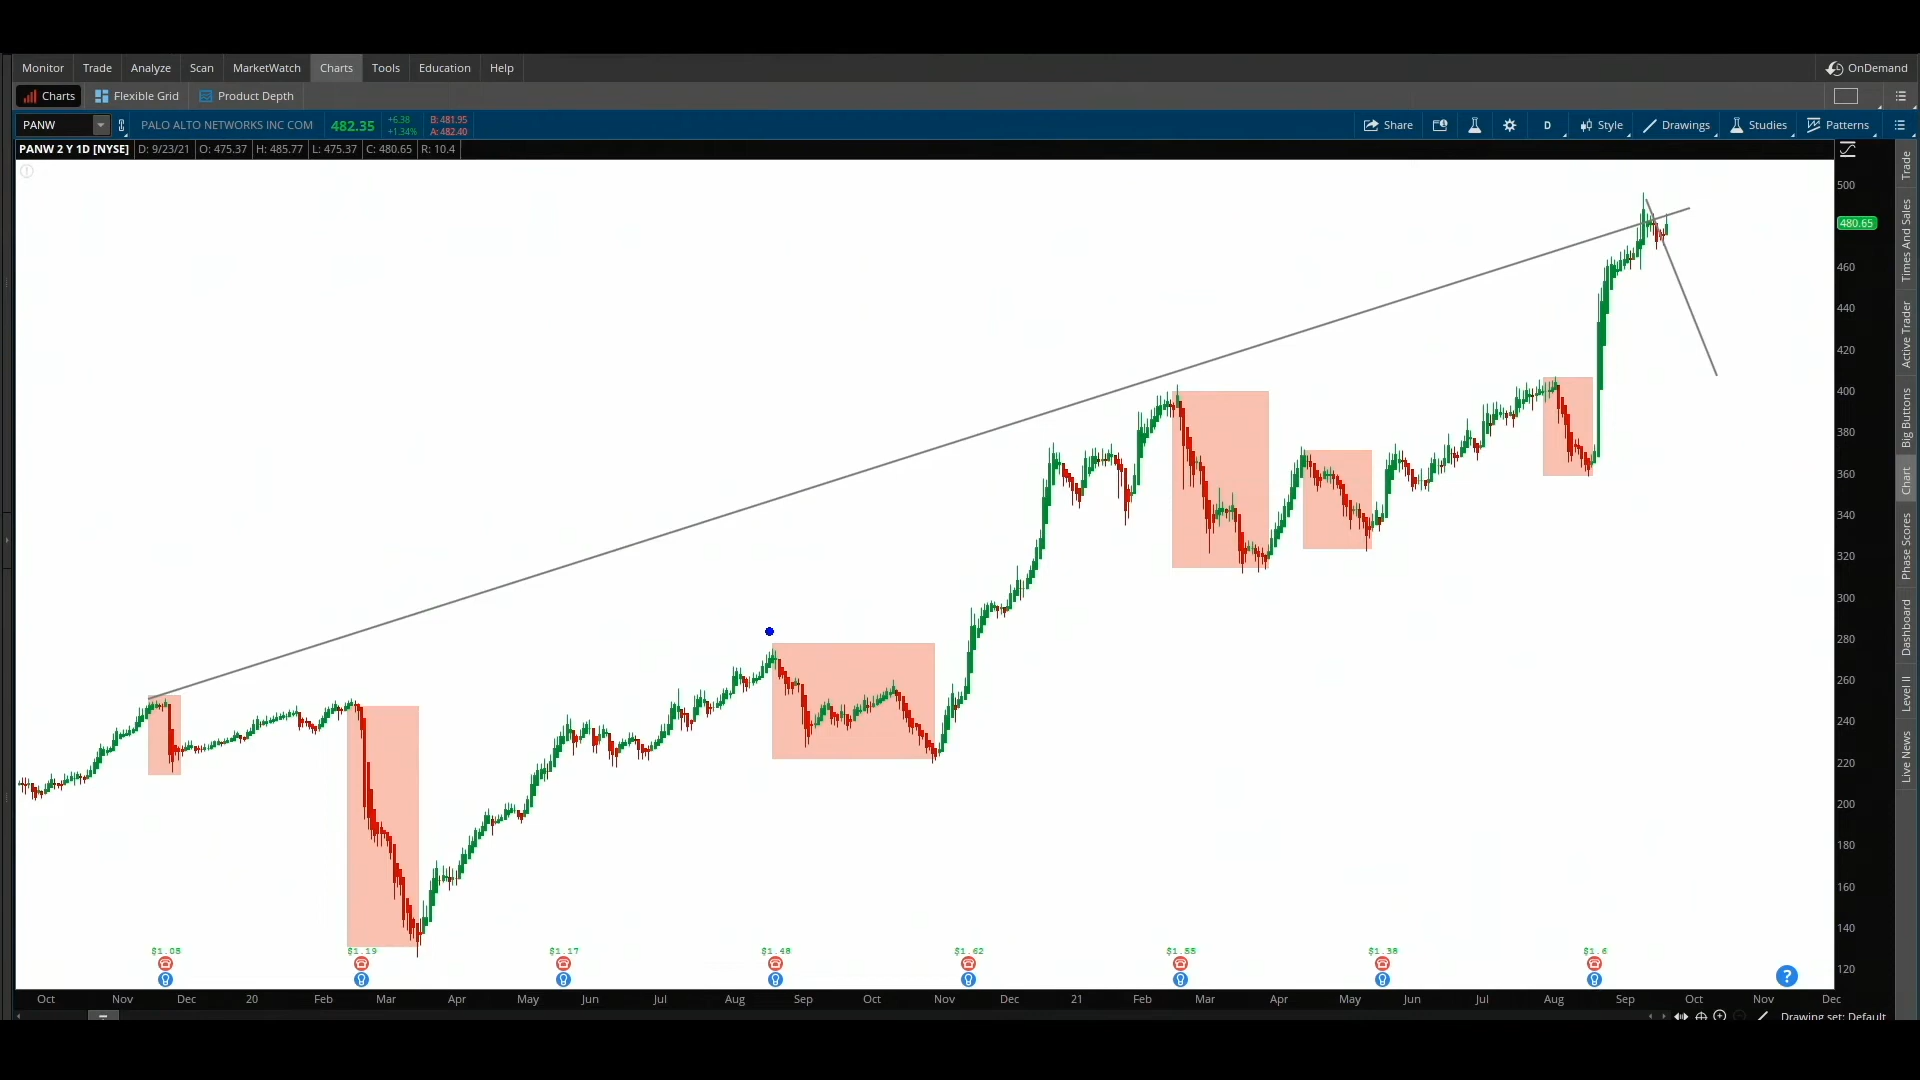 Monitor Trade Analyze Scan MarketWatch Charts Tools Education Help OnDemand
Charts Flexible Grid Product Depth
PANW PALO ALTO NETWORKS INC COM 482.35 +6.38 +1.34% B: 481.95 A: 482.40 Share D Style Drawings Studies Patterns
PANW 2 Y 1D [NYSE] D: 9/23/21 O: 475.37 H: 485.77 L: 475.37 C: 480.65 R: 10.4
500
480.65
460
440
420
400
380
360
340
320
300
280
260
240
220
200
180
160
140
120
Trade
Times And Sales
Active Trader
Big Buttons
Chart
Phase Scores
Dashboard
Level II
Live News
$1.05 $1.19 $1.17 $1.48 $1.62 $1.55 $1.38 $1.6
?
Oct Nov Dec 20 Feb Mar Apr May Jun Jul Aug Sep Oct Nov Dec 21 Feb Mar Apr May Jun Jul Aug Sep Oct Nov Dec
Drawing set: Default